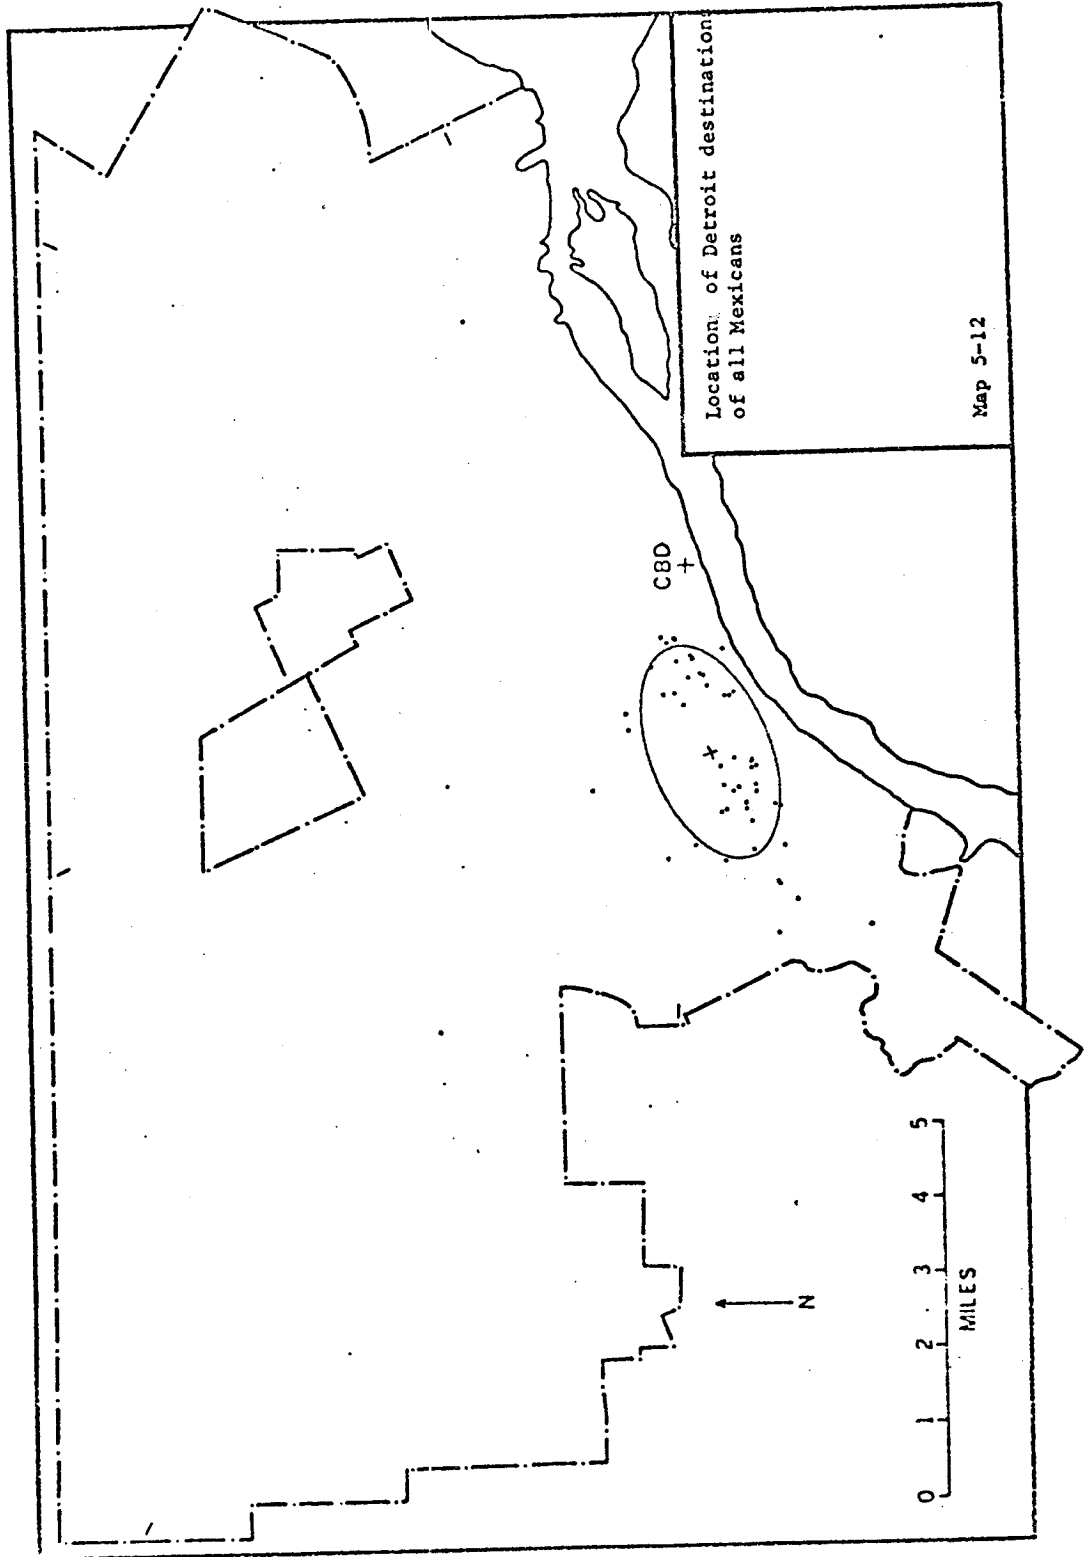 Location of Detroit destinations
of all Mexicans
Map 5-12
CBD
N
0 1 2 3 4 5
MILES